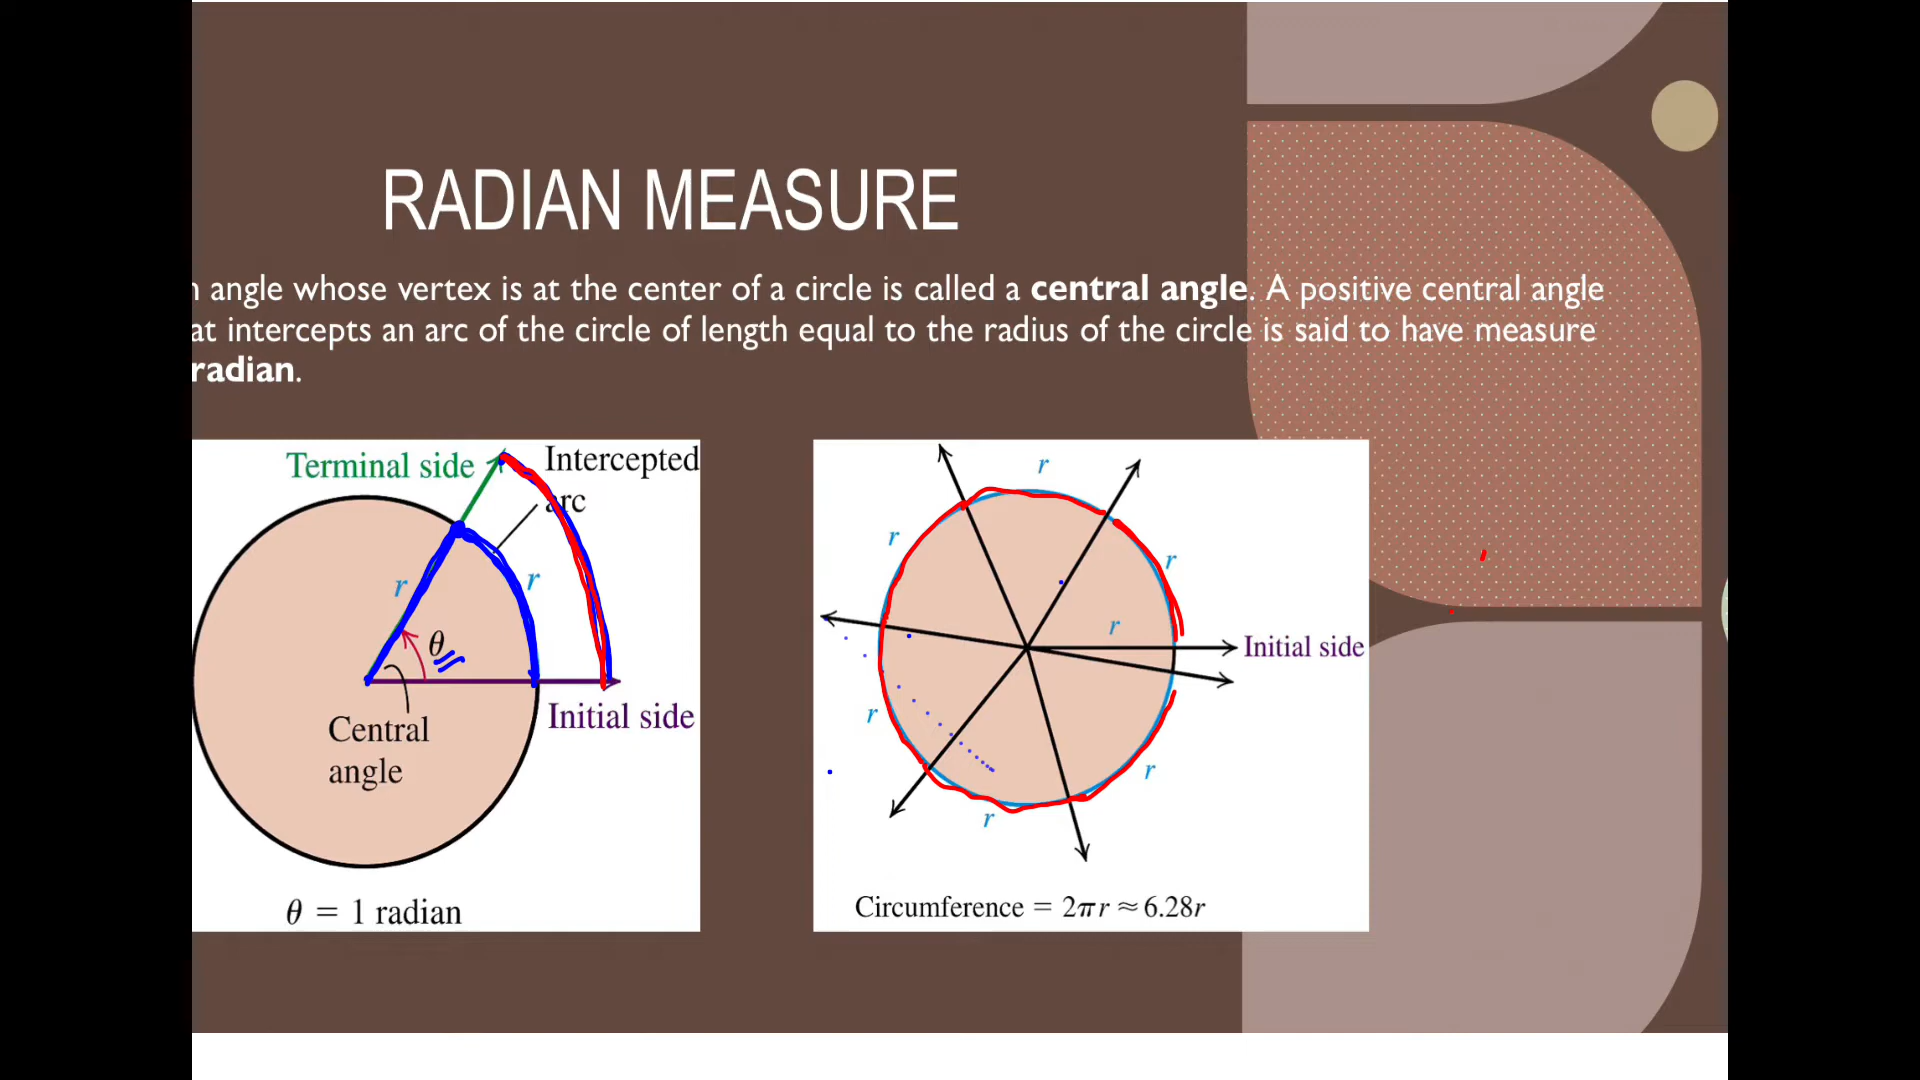 RADIAN MEASURE
angle whose vertex is at the center of a circle is called a central angle. A positive central angle
at intercepts an arc of the circle of length equal to the radius of the circle is said to have measure
radian.
Terminal side
Intercepted
arc
r
r
θ
Central
angle
Initial side
θ = 1 radian
r
r
r
r
Initial side
r
r
r
Circumference = 2πr ≈ 6.28r